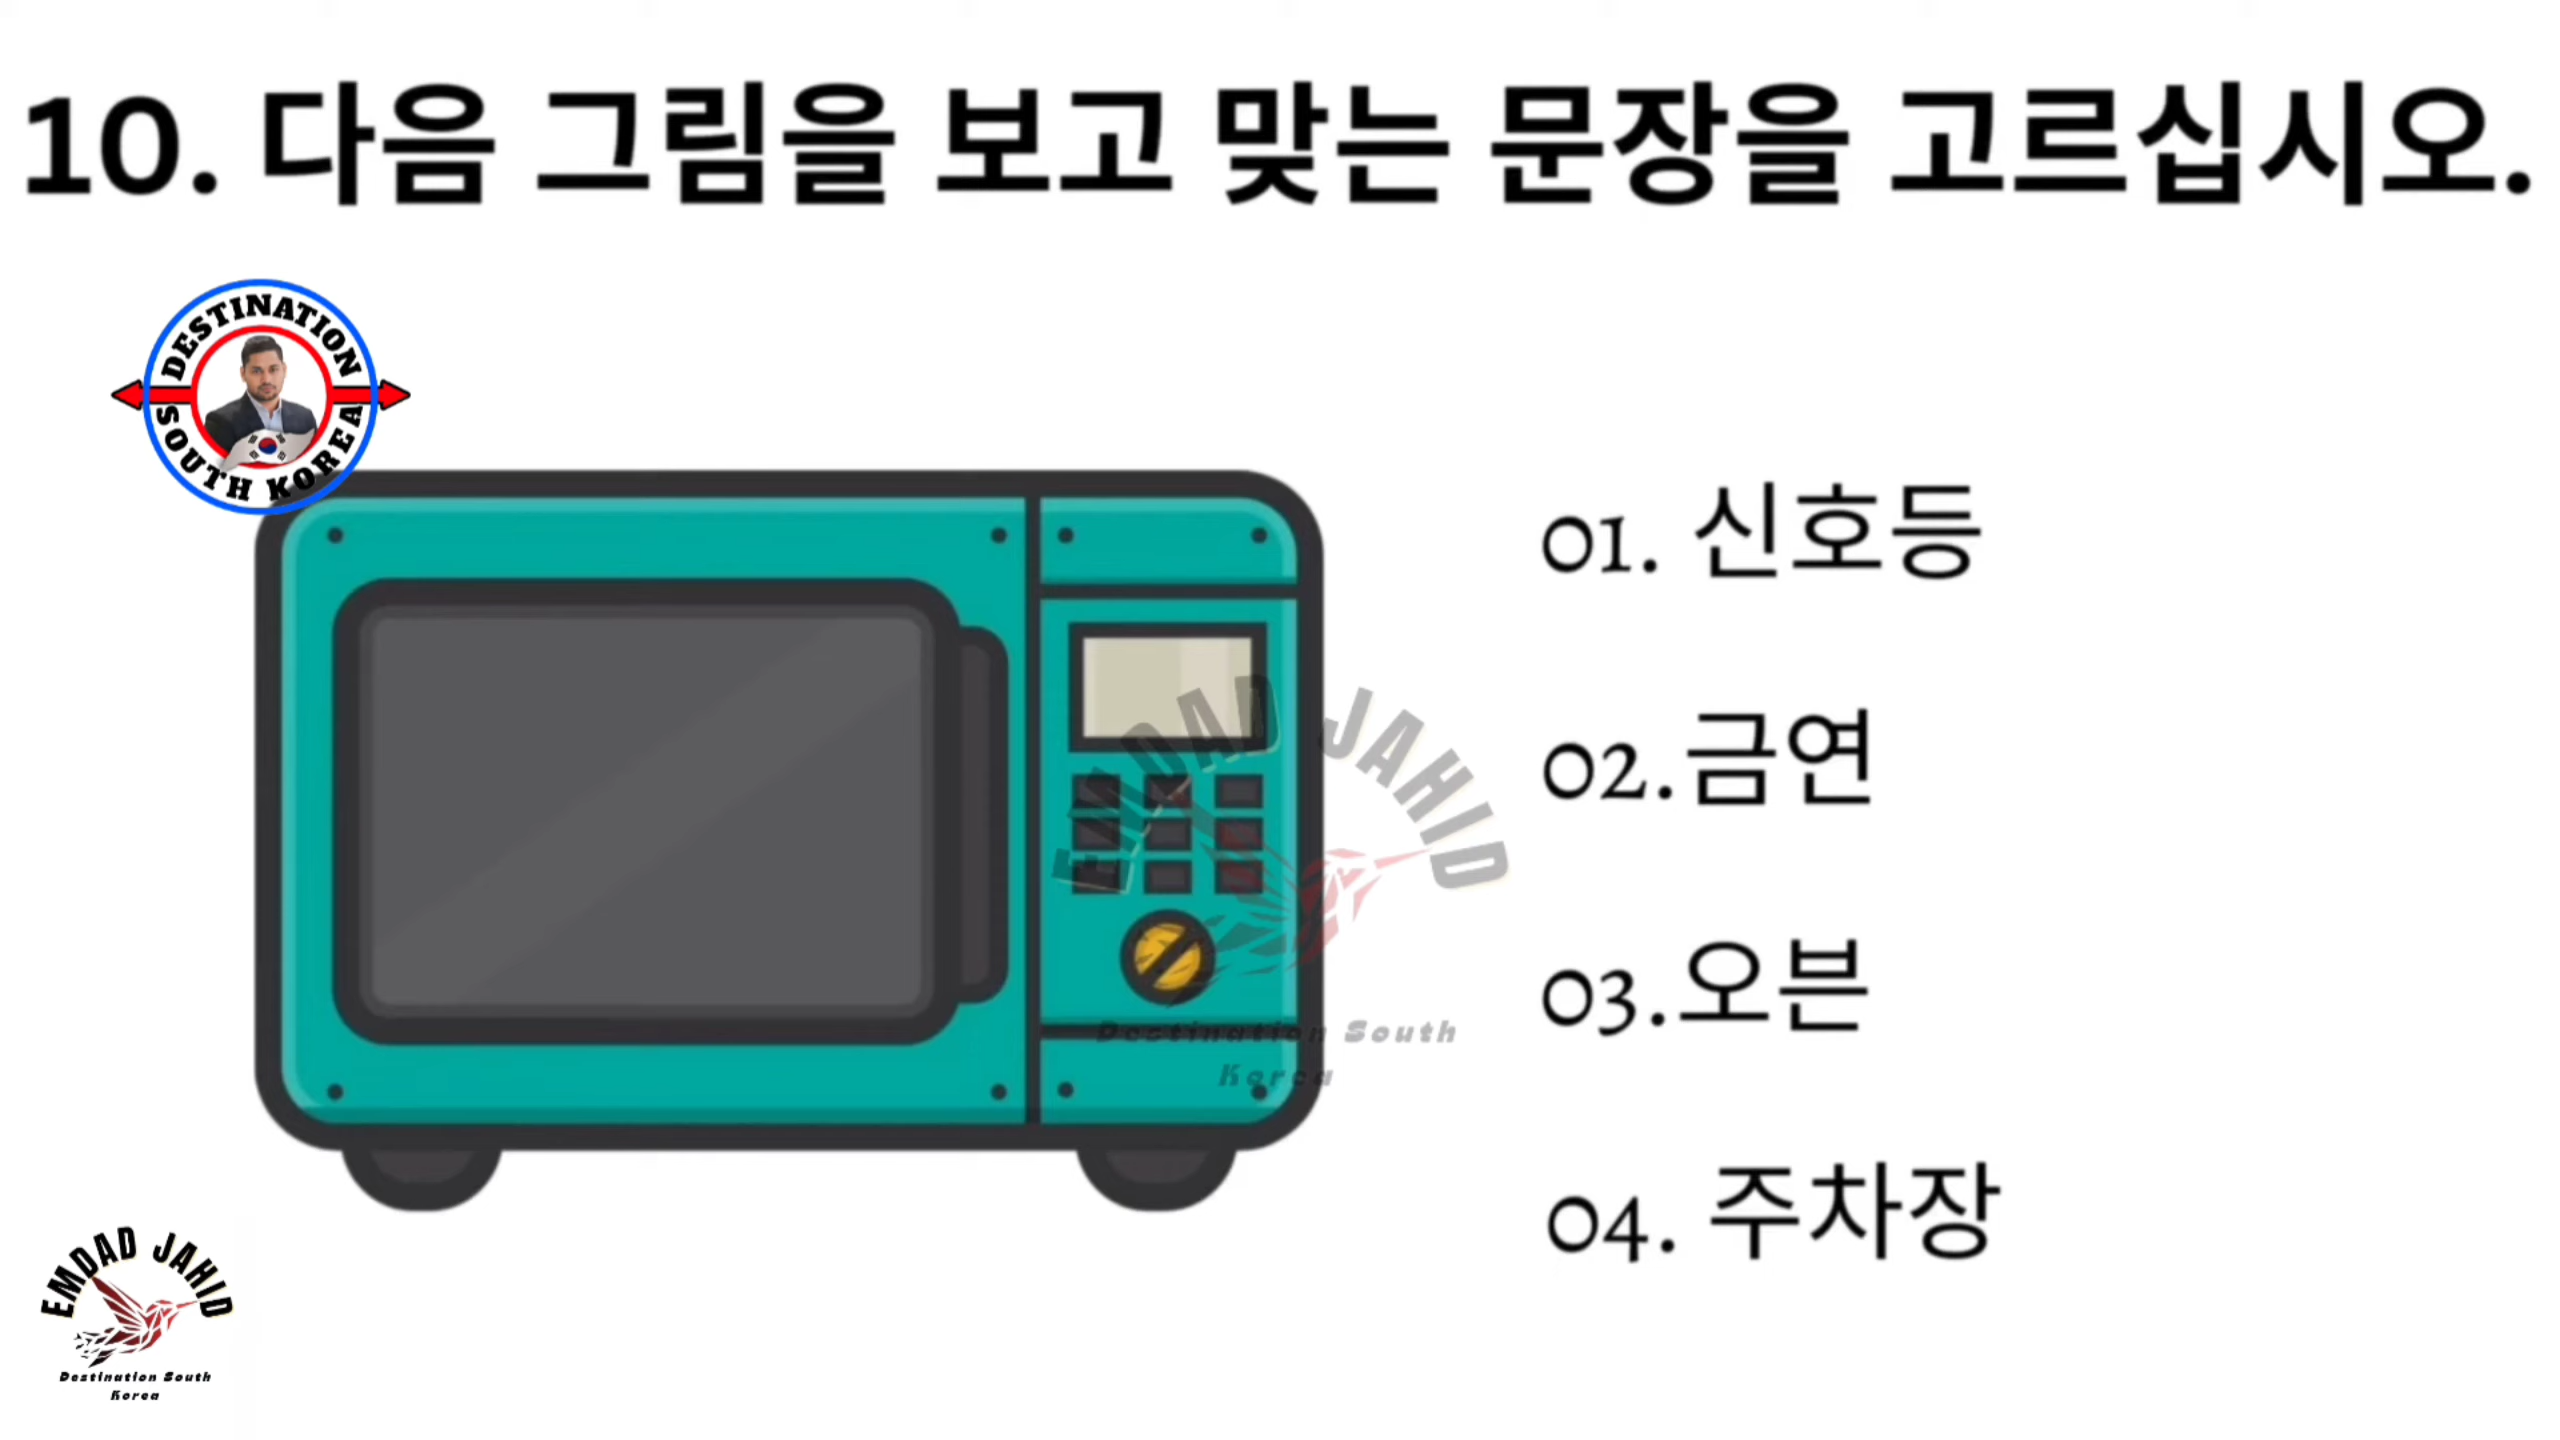 10. 다음 그림을 보고 맞는 문장을 고르십시오.
DESTINATION
SOUTH KOREA
01. 신호등
02.금연
03.오븐
04. 주차장
EMDAD JAHID
Destination South
Korea
EMDAD JAHID
Destination South
Korea